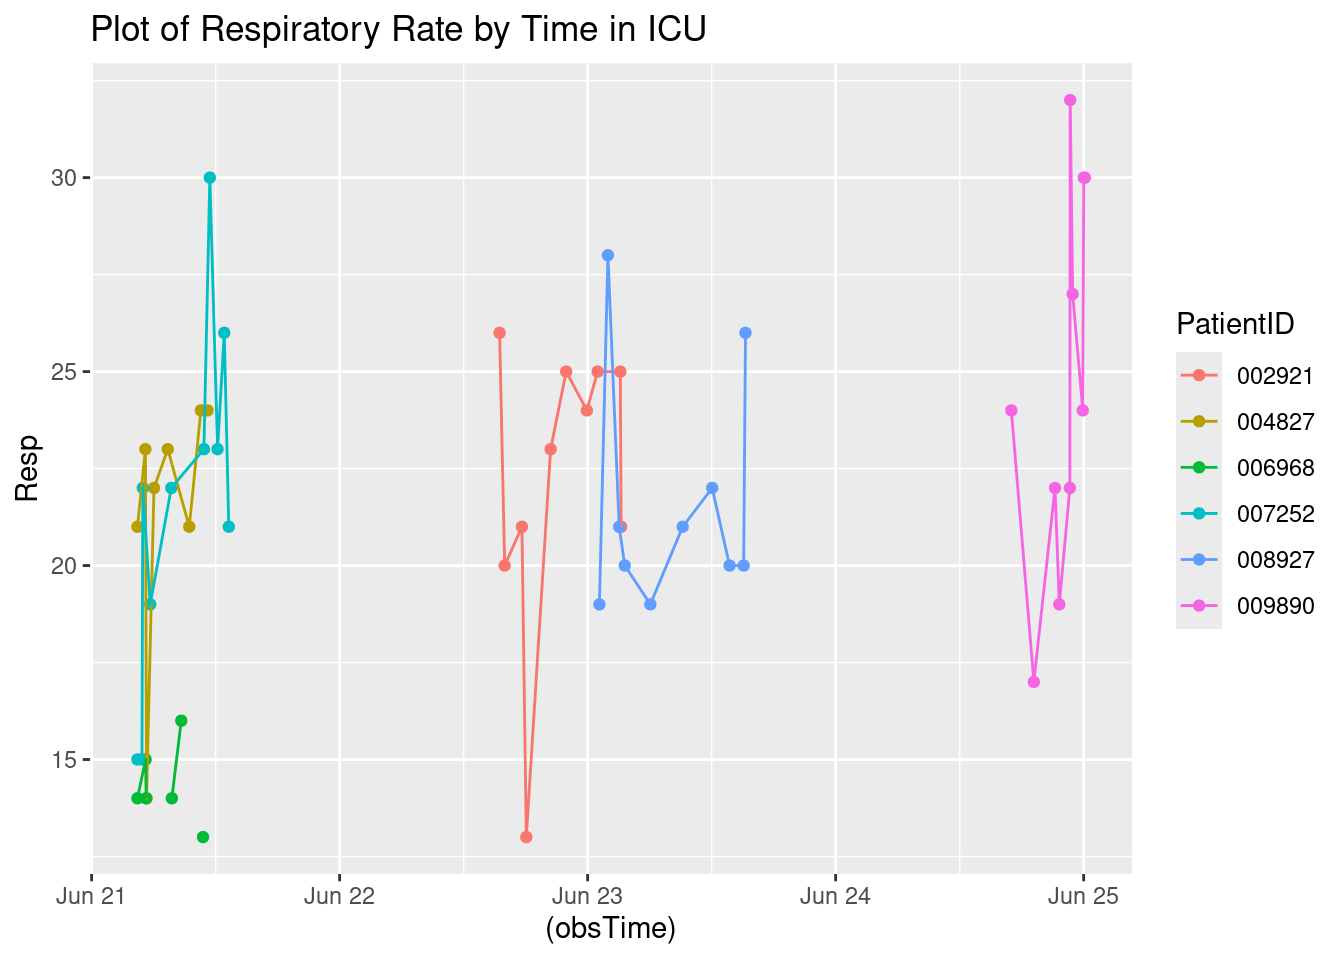 Plot of Respiratory Rate by Time in ICU
Resp
30
25
20
15
Jun 21
Jun 22
Jun 23
Jun 24
Jun 25
(obsTime)
PatientID
002921
004827
006968
007252
008927
009890